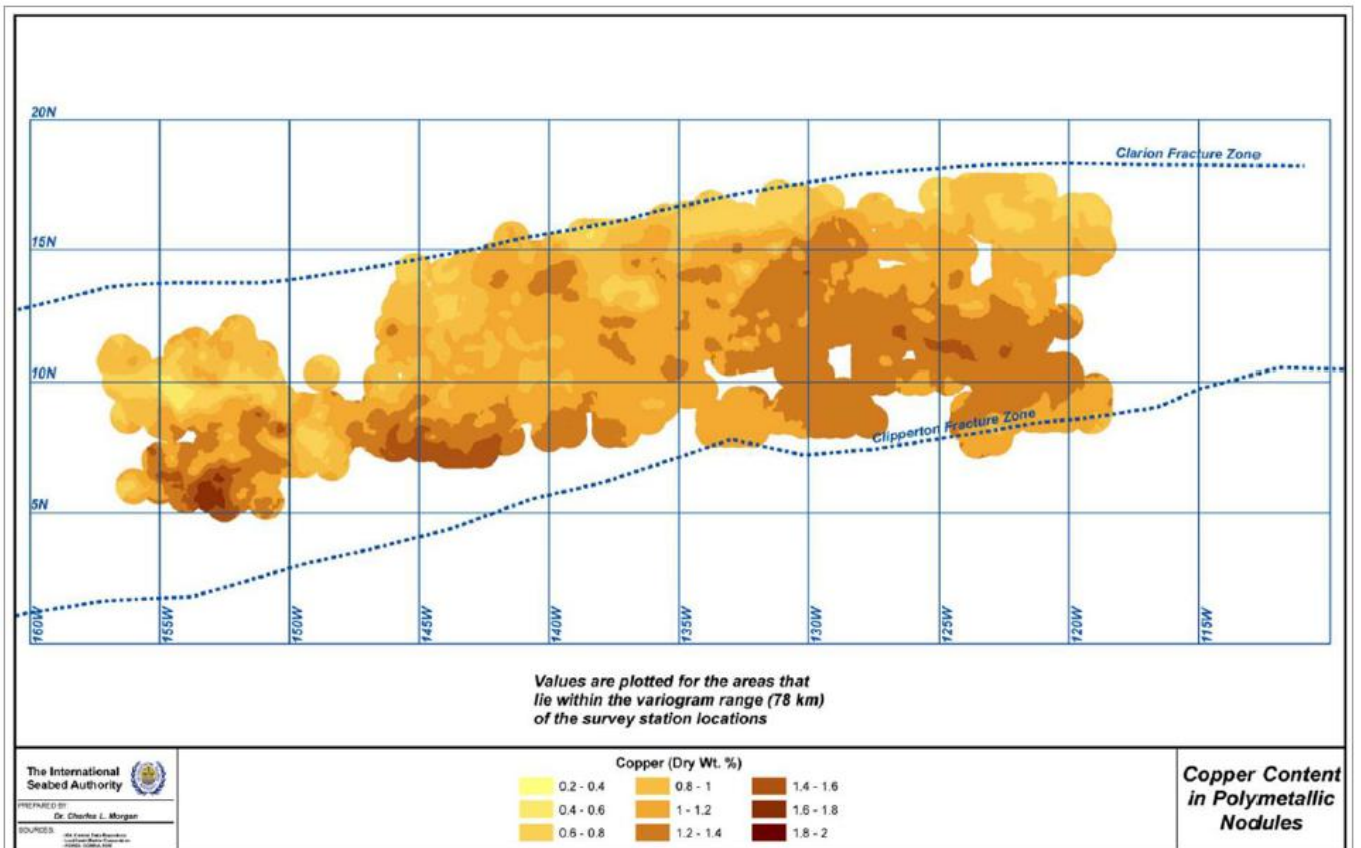 20N
Clarion Fracture Zone
15N
10N
Clipperton Fracture Zone
5N
160W
155W
150W
145W
140W
135W
130W
125W
120W
115W
Values are plotted for the areas that
lie within the variogram range (78 km)
of the survey station locations
The International
Seabed Authority
PREPARED BY:
Dr. Charles L. Morgan
SOURCES:
Copper (Dry Wt. %)
0.2 - 0.4
0.4 - 0.6
0.6 - 0.8
0.8 - 1
1 - 1.2
1.2 - 1.4
1.4 - 1.6
1.6 - 1.8
1.8 - 2
Copper Content
in Polymetallic
Nodules